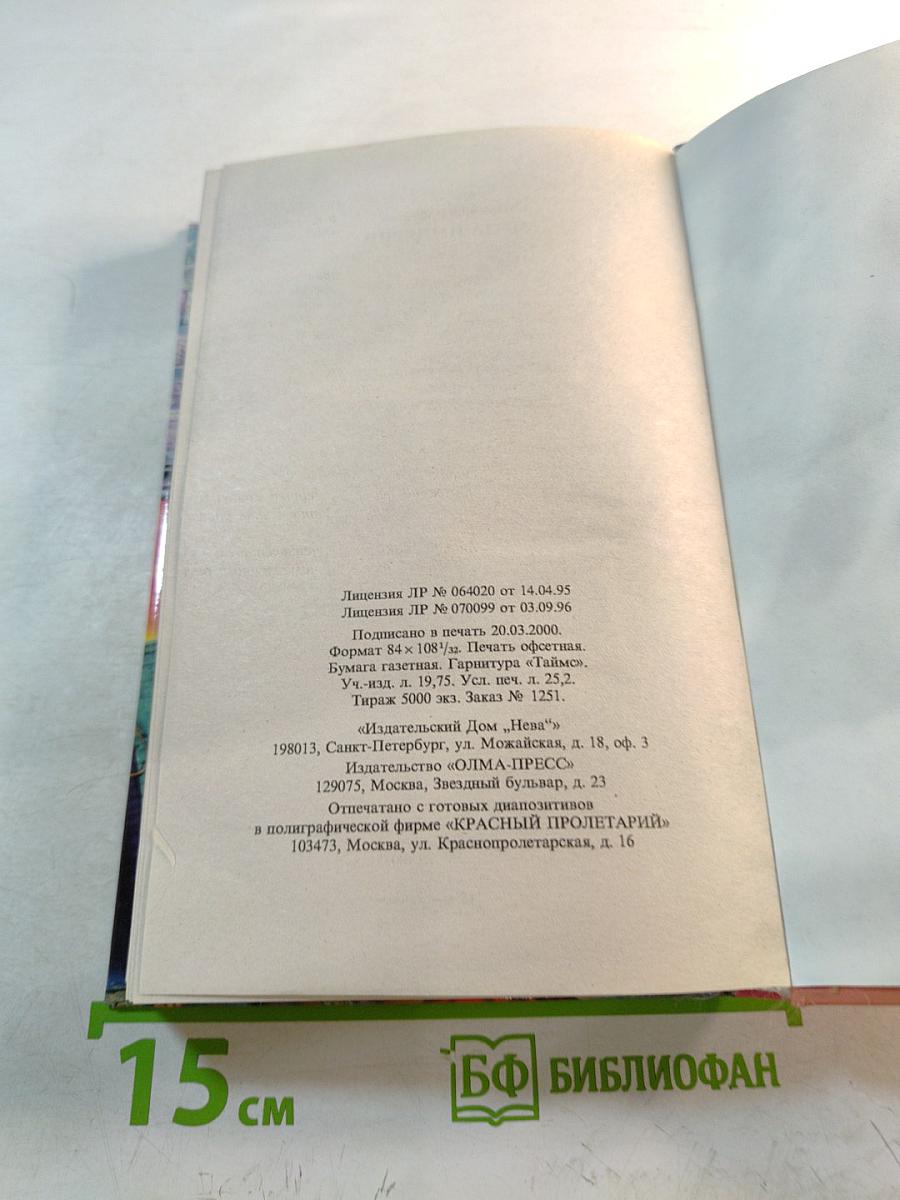 Лицензия ЛР № 064020 от 14.04.95
Лицензия ЛР № 070099 от 03.09.96
Подписано в печать 20.03.2000.
Формат 84 × 108¹/₃₂. Печать офсетная.
Бумага газетная. Гарнитура «Таймс».
Уч.-изд. л. 19,75. Усл. печ. л. 25,2.
Тираж 5000 экз. Заказ № 1251.
«Издательский Дом „Нева“»
198013, Санкт-Петербург, ул. Можайская, д. 18, оф. 3
Издательство «ОЛМА-ПРЕСС»
129075, Москва, Звездный бульвар, д. 23
Отпечатано с готовых диапозитивов
в полиграфической фирме «КРАСНЫЙ ПРОЛЕТАРИЙ»
103473, Москва, ул. Краснопролетарская, д. 16
15 см
БФ БИБЛИОФАН